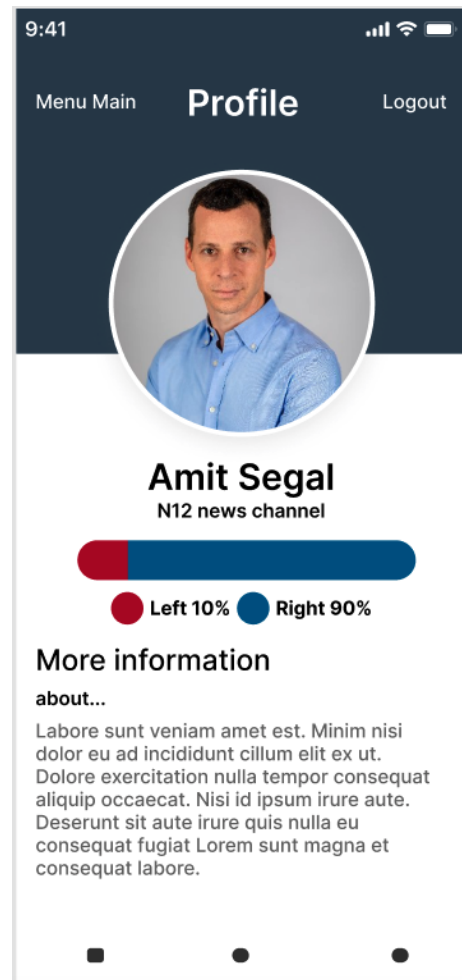 9:41
Menu Main Profile Logout
Amit Segal
N12 news channel
Left 10% Right 90%
More information
about...
Labore sunt veniam amet est. Minim nisi
dolor eu ad incididunt cillum elit ex ut.
Dolore exercitation nulla tempor consequat
aliquip occaecat. Nisi id ipsum irure aute.
Deserunt sit aute irure quis nulla eu
consequat fugiat Lorem sunt magna et
consequat labore.